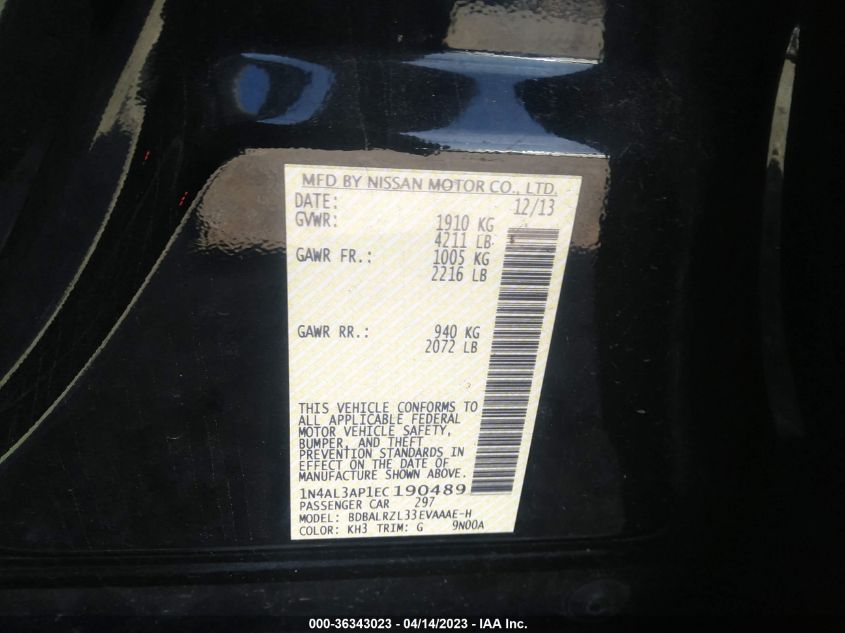 MFD BY NISSAN MOTOR CO., LTD.
DATE: 12/13
GVWR: 1910 KG
4211 LB
GAWR FR.: 1005 KG
2216 LB
GAWR RR.: 940 KG
2072 LB
THIS VEHICLE CONFORMS TO
ALL APPLICABLE FEDERAL
MOTOR VEHICLE SAFETY,
BUMPER, AND THEFT
PREVENTION STANDARDS IN
EFFECT ON THE DATE OF
MANUFACTURE SHOWN ABOVE.
1N4AL3AP1EC190489
PASSENGER CAR 297
MODEL: BDBALRZL33EVAAAE-H
COLOR: KH3 TRIM: G 9N00A
000-36343023 - 04/14/2023 - IAA Inc.